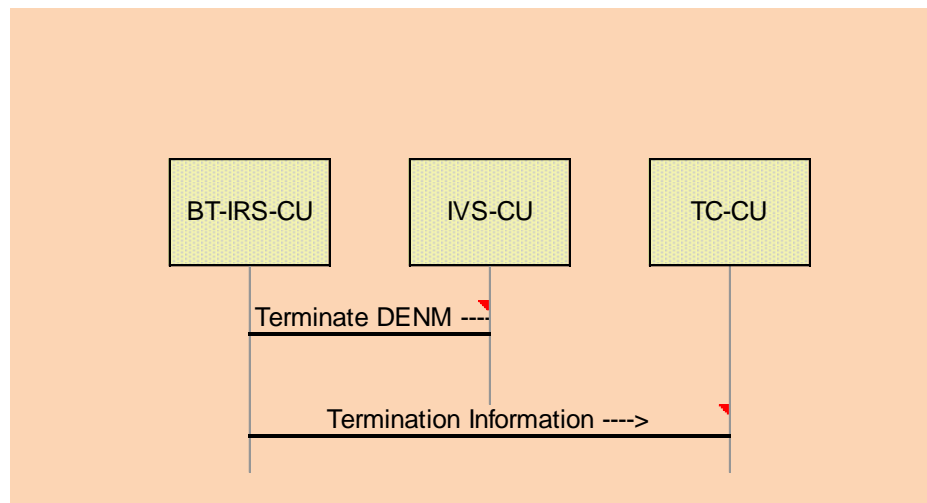 BT-IRS-CU
IVS-CU
TC-CU
Terminate DENM ----
Termination Information ---->